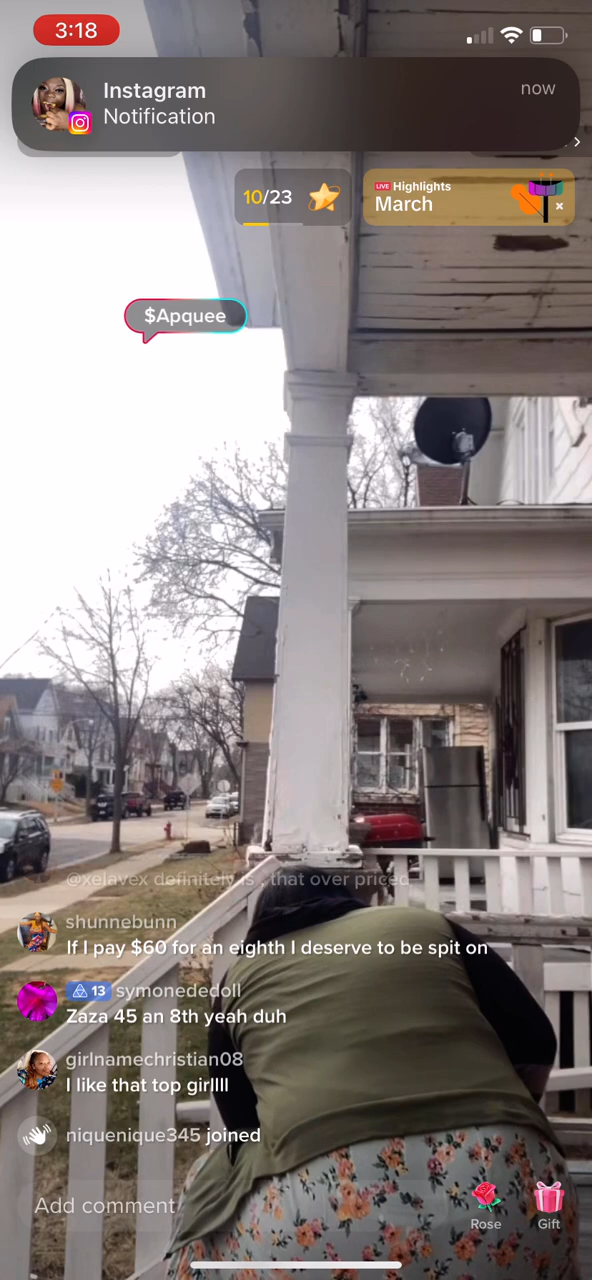 3:18
Instagram
now
Notification
10/23
LIVE Highlights
March
$Apquee
@xelavex definitely is , that over priced
shunnebunn
If I pay $60 for an eighth I deserve to be spit on
13 symonededoll
Zaza 45 an 8th yeah duh
girlnamechristian08
I like that top girllll
niquenique345 joined
Add comment
Rose
Gift